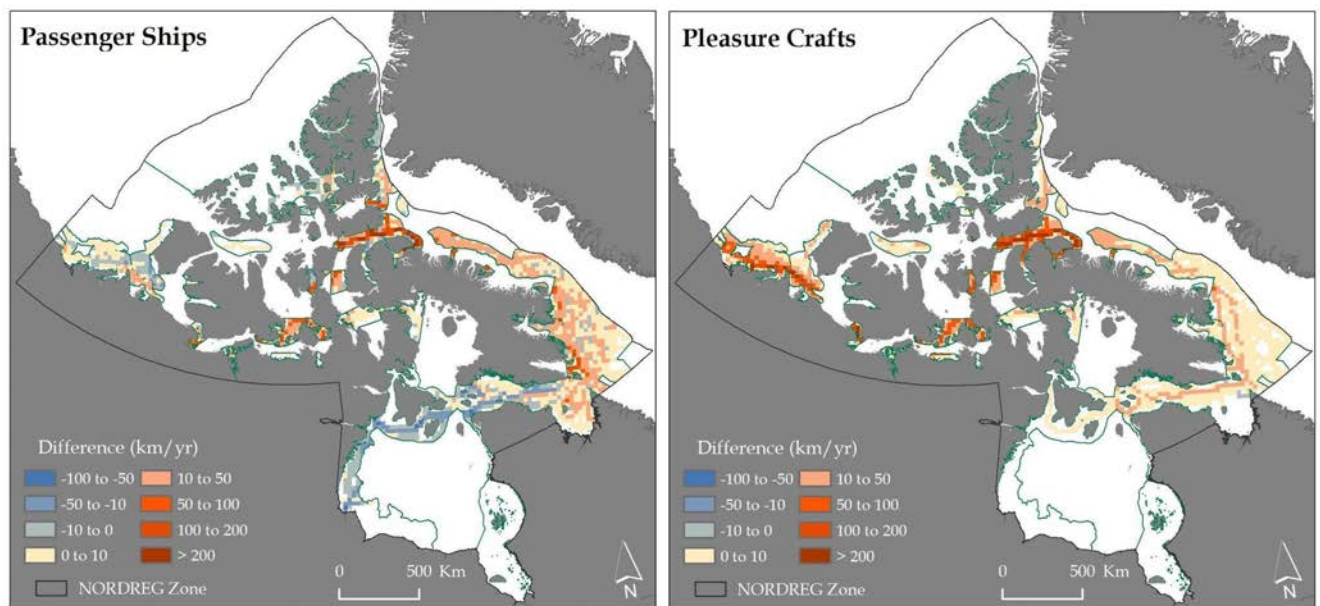 Passenger Ships
Difference (km/yr)
-100 to -50
10 to 50
-50 to -10
50 to 100
-10 to 0
100 to 200
0 to 10
> 200
NORDREG Zone
0
500 Km
N
Pleasure Crafts
Difference (km/yr)
-100 to -50
10 to 50
-50 to -10
50 to 100
-10 to 0
100 to 200
0 to 10
> 200
NORDREG Zone
0
500 Km
N